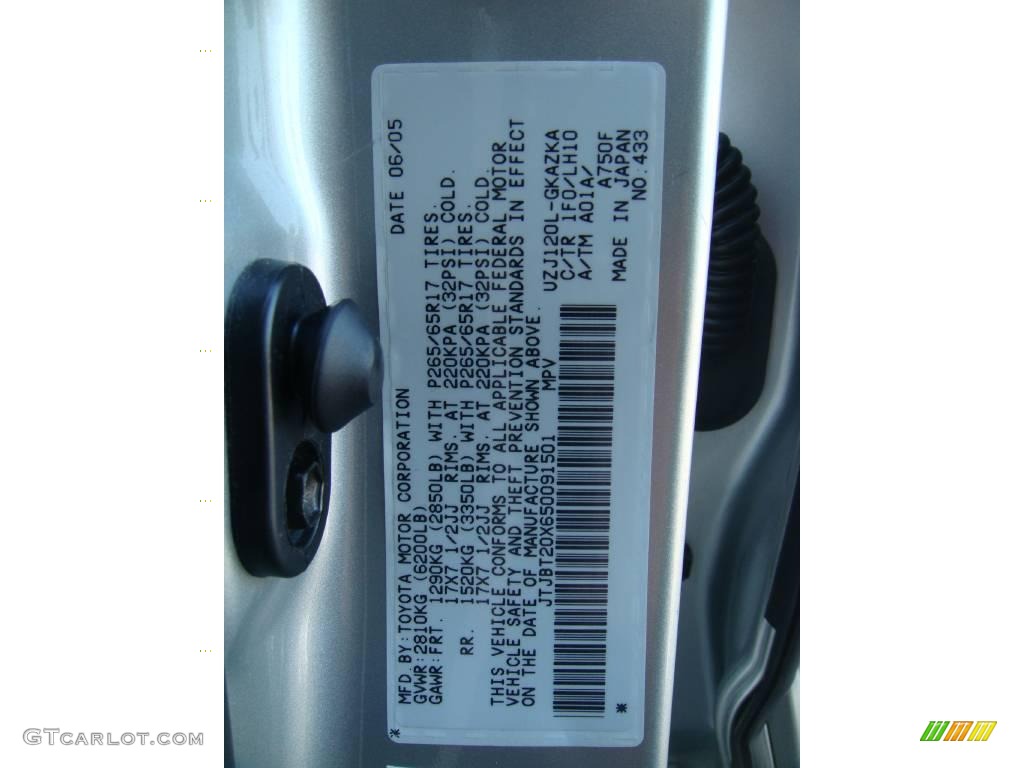 MFD.BY:TOYOTA MOTOR CORPORATION DATE 06/05
GVWR:2810KG (6200LB)
GAWR:FRT. 1290KG (2850LB) WITH P265/65R17 TIRES.
17X7 1/2JJ RIMS. AT 220KPA (32PSI) COLD.
RR. 1520KG (3350LB) WITH P265/65R17 TIRES.
17X7 1/2JJ RIMS. AT 220KPA (32PSI) COLD.
THIS VEHICLE CONFORMS TO ALL APPLICABLE FEDERAL MOTOR
VEHICLE SAFETY AND THEFT PREVENTION STANDARDS IN EFFECT
ON THE DATE OF MANUFACTURE SHOWN ABOVE.
JTJBT20X650091501 MPV UZJ120L-GKAZKA
C/TR 1F0/LH10
A/TM A01A/
A750F
MADE IN JAPAN
NO:433
*
*
GTCARLOT.COM